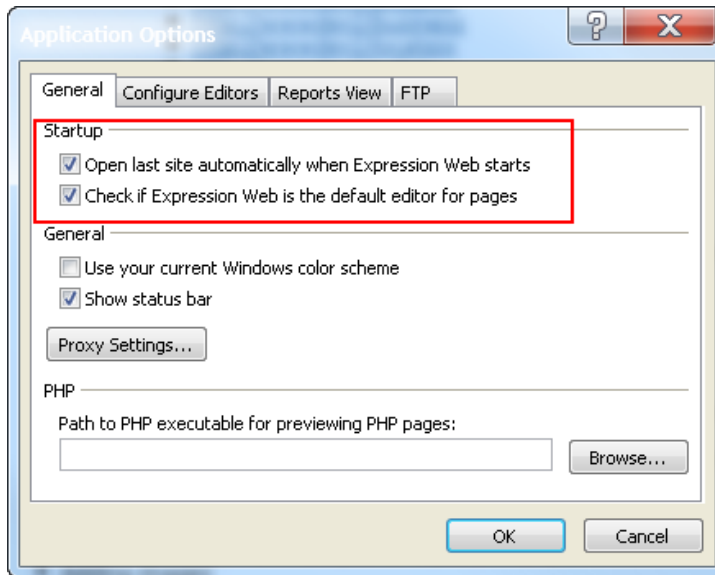 Application Options
General Configure Editors Reports View FTP
Startup
Open last site automatically when Expression Web starts
Check if Expression Web is the default editor for pages
General
Use your current Windows color scheme
Show status bar
Proxy Settings...
PHP
Path to PHP executable for previewing PHP pages:
Browse...
OK Cancel